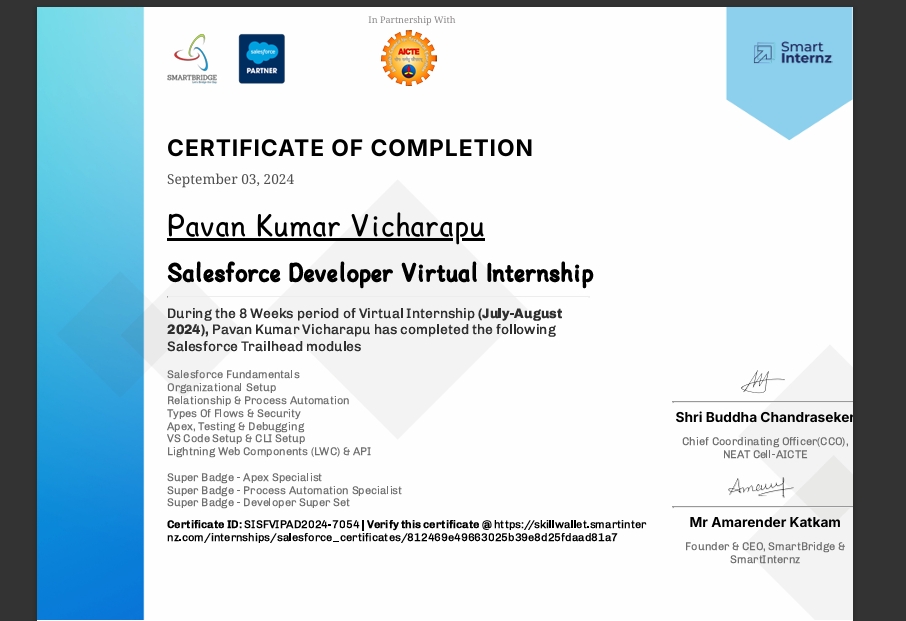 In Partnership With
SMARTBRIDGE
salesforce
PARTNER
AICTE
Smart
Internz
CERTIFICATE OF COMPLETION
September 03, 2024
Pavan Kumar Vicharapu
Salesforce Developer Virtual Internship
During the 8 Weeks period of Virtual Internship (July-August
2024), Pavan Kumar Vicharapu has completed the following
Salesforce Trailhead modules
Salesforce Fundamentals
Organizational Setup
Relationship & Process Automation
Types Of Flows & Security
Apex, Testing & Debugging
VS Code Setup & CLI Setup
Lightning Web Components (LWC) & API
Super Badge - Apex Specialist
Super Badge - Process Automation Specialist
Super Badge - Developer Super Set
Certificate ID: SISFVIPAD2024-7054 | Verify this certificate @ https://skillwallet.smartinter
nz.com/internships/salesforce_certificates/812469e49663025b39e8d25fdaad81a7
Shri Buddha Chandraseker
Chief Coordinating Officer(CCO),
NEAT Cell-AICTE
Mr Amarender Katkam
Founder & CEO, SmartBridge &
SmartInternz